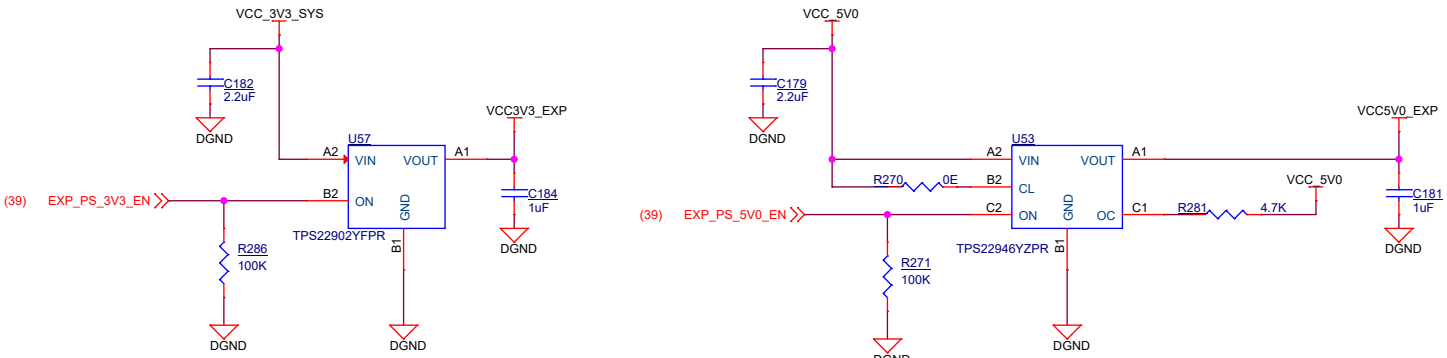 VCC_3V3_SYS
C182
2.2uF
DGND
VCC3V3_EXP
U57
A2
VIN
VOUT
A1
C184
1uF
DGND
(39)
EXP_PS_3V3_EN
B2
ON
GND
TPS22902YFPR
B1
R286
100K
DGND
DGND
VCC_5V0
C179
2.2uF
DGND
VCC5V0_EXP
U53
A2
VIN
VOUT
A1
R270
0E
B2
CL
VCC_5V0
C181
1uF
(39)
EXP_PS_5V0_EN
C2
ON
GND
OC
C1
R281
4.7K
TPS22946YZPR
B1
DGND
R271
100K
DGND
DGND